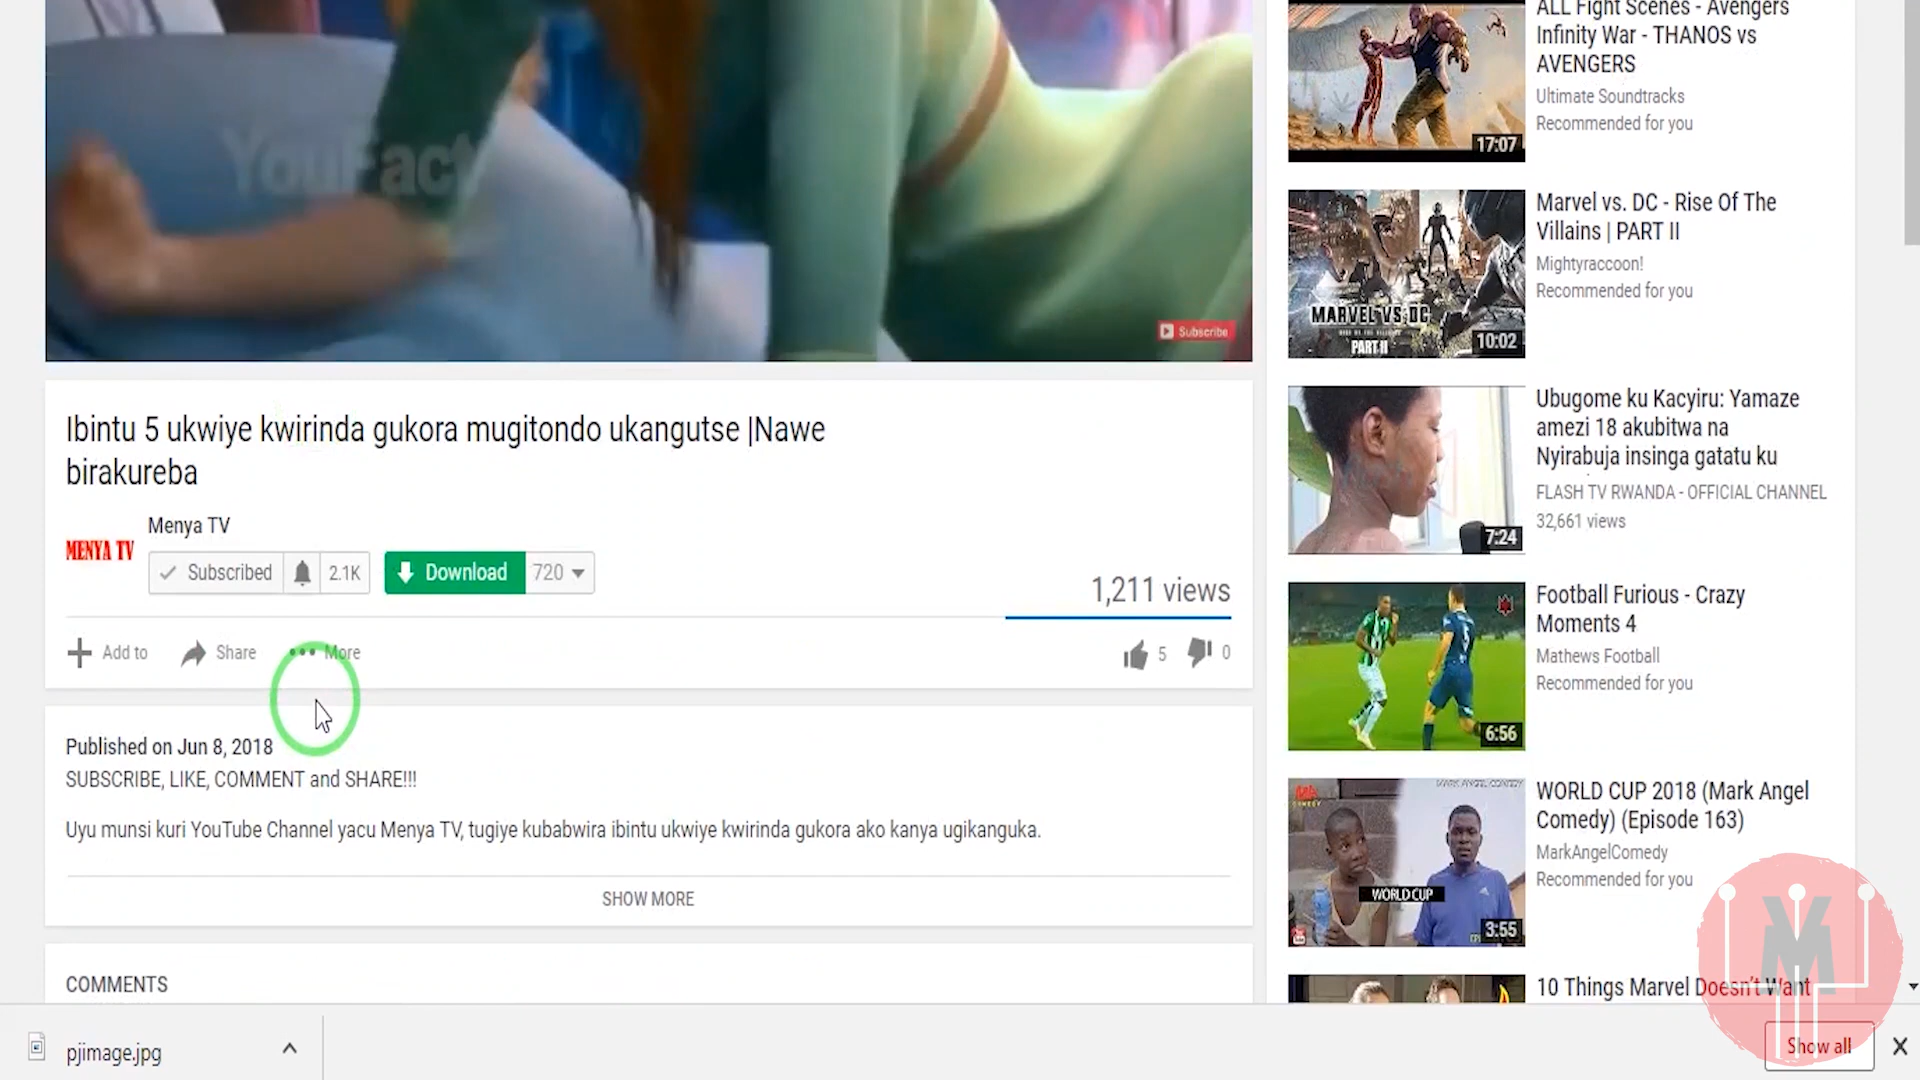 YouFact
Subscribe
Ibintu 5 ukwiye kwirinda gukora mugitondo ukangutse |Nawe
birakureba
MENYA TV
Menya TV
Subscribed
2.1K
Download
720
1,211 views
Add to
Share
More
5
0
Published on Jun 8, 2018
SUBSCRIBE, LIKE, COMMENT and SHARE!!!
Uyu munsi kuri YouTube Channel yacu Menya TV, tugiye kubabwira ibintu ukwiye kwirinda gukora ako kanya ugikanguka.
SHOW MORE
COMMENTS
ALL Fight Scenes - Avengers
Infinity War - THANOS vs
AVENGERS
Ultimate Soundtracks
Recommended for you
17:07
Marvel vs. DC - Rise Of The
Villains | PART II
Mightyraccoon!
Recommended for you
MARVEL VS DC
PART II
10:02
Ubugome ku Kacyiru: Yamaze
amezi 18 akubitwa na
Nyirabuja insinga gatatu ku
FLASH TV RWANDA - OFFICIAL CHANNEL
32,661 views
7:24
Football Furious - Crazy
Moments 4
Mathews Football
Recommended for you
6:56
WORLD CUP 2018 (Mark Angel
Comedy) (Episode 163)
MarkAngelComedy
Recommended for you
MARK ANGEL COMEDY
WORLD CUP
3:55
10 Things Marvel Doesn't Want
pjimage.jpg
Show all